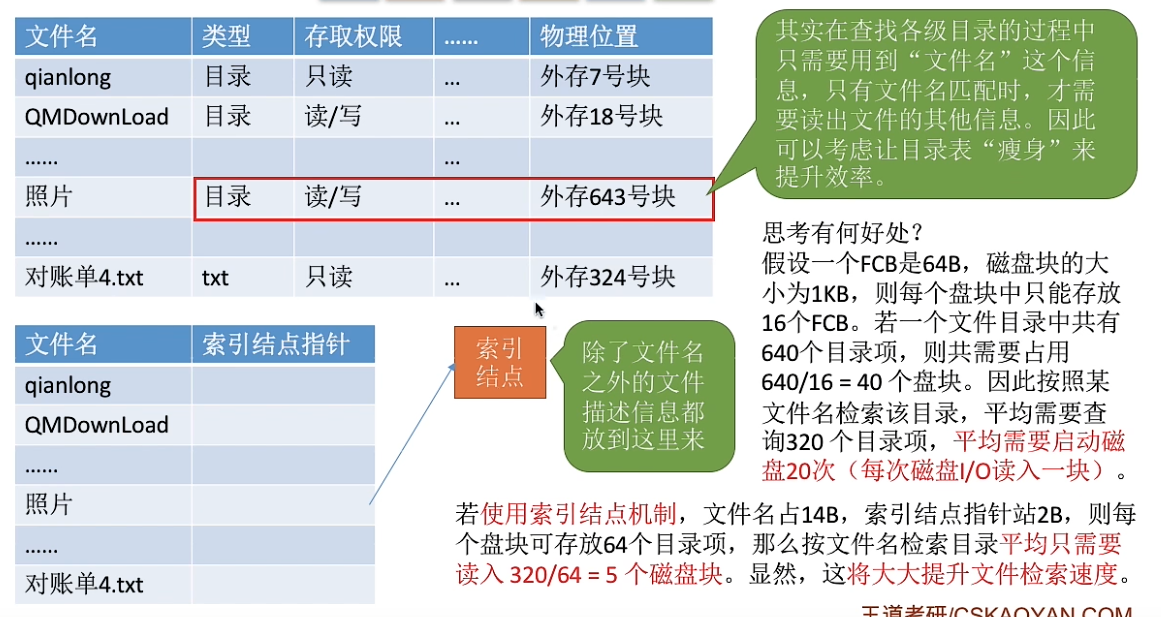 文件名 类型 存取权限 …… 物理位置
qianlong 目录 只读 … 外存7号块
QMDownLoad 目录 读/写 … 外存18号块
…… …
照片 目录 读/写 … 外存643号块
……
对账单4.txt txt 只读 … 外存324号块
其实在查找各级目录的过程中
只需要用到“文件名”这个信
息，只有文件名匹配时，才需
要读出文件的其他信息。因此
可以考虑让目录表“瘦身”来
提升效率。
文件名 索引结点指针
qianlong
QMDownLoad
……
照片
……
对账单4.txt
索引
结点
除了文件名
之外的文件
描述信息都
放到这里来
思考有何好处？
假设一个FCB是64B，磁盘块的大
小为1KB，则每个盘块中只能存放
16个FCB。若一个文件目录中共有
640个目录项，则共需要占用
640/16 = 40 个盘块。因此按照某
文件名检索该目录，平均需要查
询320 个目录项，平均需要启动磁
盘20次（每次磁盘I/O读入一块）。
若使用索引结点机制，文件名占14B，索引结点指针站2B，则每
个盘块可存放64个目录项，那么按文件名检索目录平均只需要
读入 320/64 = 5 个磁盘块。显然，这将大大提升文件检索速度。
王道考研/CSKAOYAN.COM